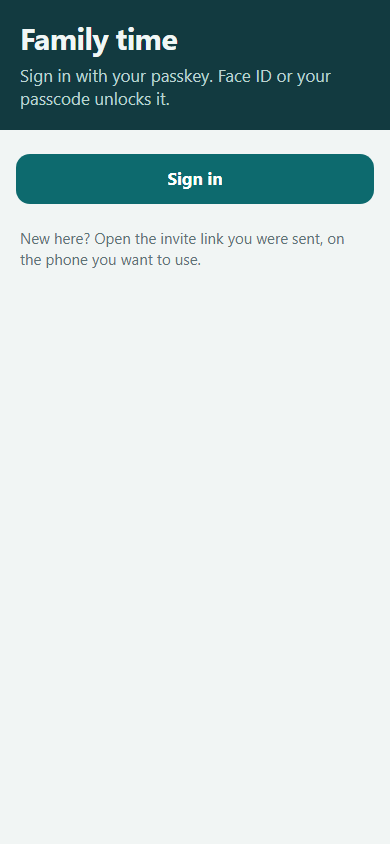 Family time
Sign in with your passkey. Face ID or your
passcode unlocks it.
Sign in
New here? Open the invite link you were sent, on
the phone you want to use.